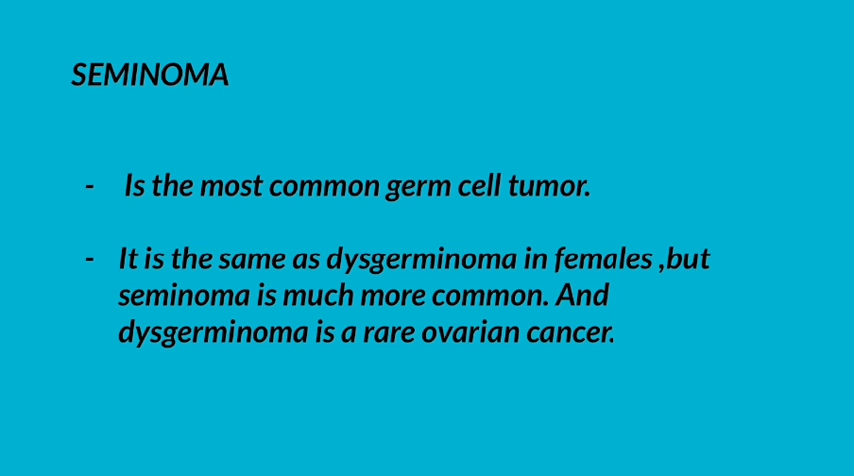 SEMINOMA
- Is the most common germ cell tumor.
- It is the same as dysgerminoma in females ,but
seminoma is much more common. And
dysgerminoma is a rare ovarian cancer.